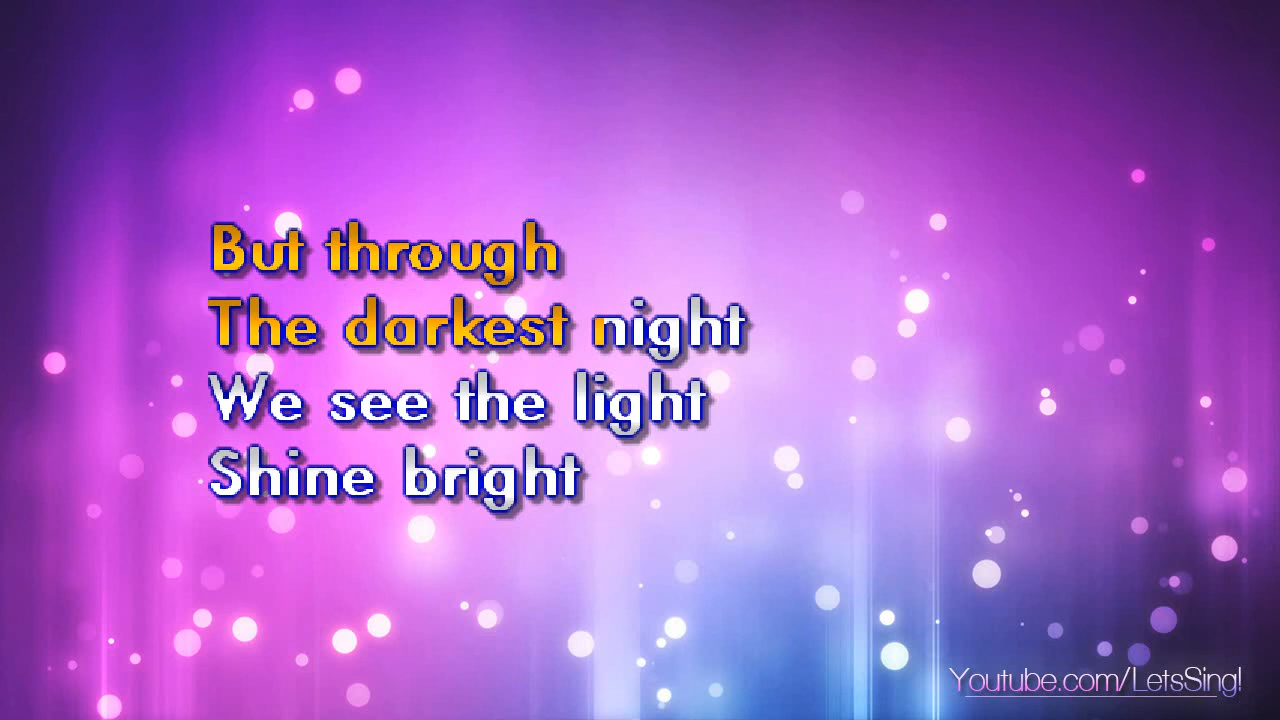 But through
The darkest night
We see the light
Shine bright
Youtube.com/LetsSing!